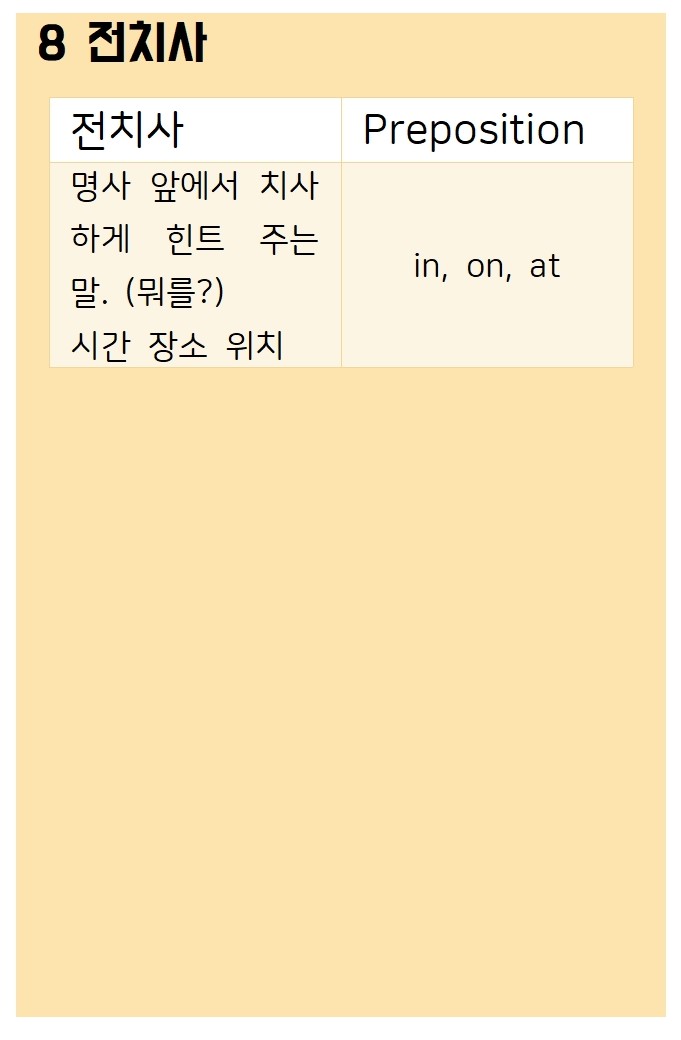 8 전치사
전치사
Preposition
명사 앞에서 치사
하게 힌트 주는
말. (뭐를?)
시간 장소 위치
in, on, at